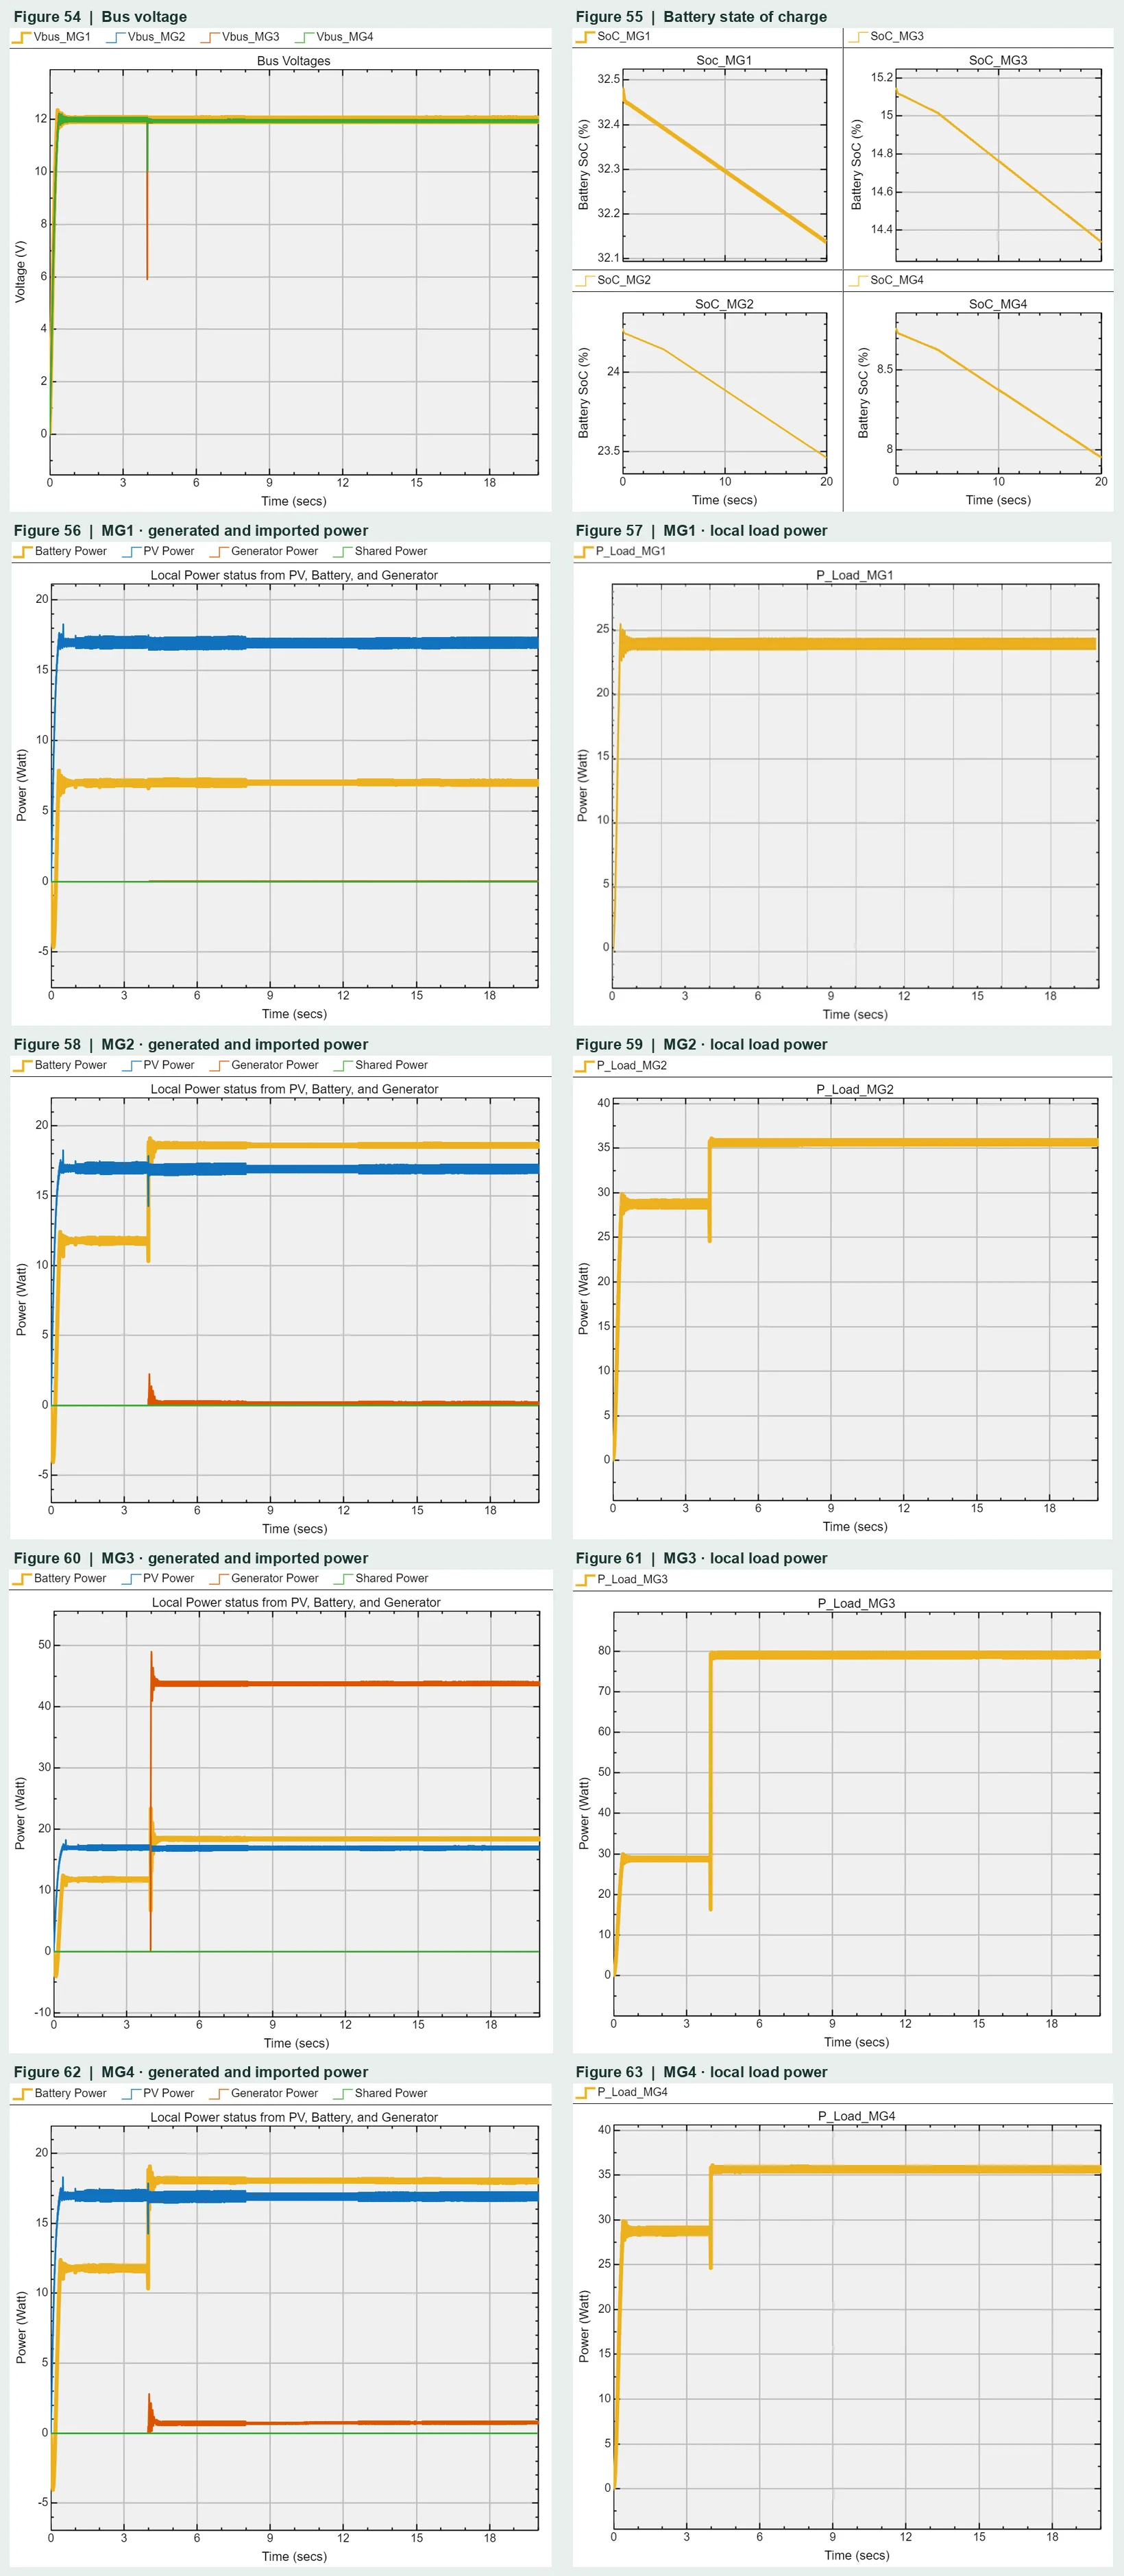 Figure 54 | Bus voltage
Vbus_MG1 Vbus_MG2 Vbus_MG3 Vbus_MG4
Bus Voltages
12
10
8
6
4
2
0
Voltage (V)
0 3 6 9 12 15 18
Time (secs)
Figure 55 | Battery state of charge
SoC_MG1
Soc_MG1
32.5
32.4
32.3
32.2
32.1
Battery SoC (%)
SoC_MG3
SoC_MG3
15.2
15
14.8
14.6
14.4
Battery SoC (%)
SoC_MG2
SoC_MG2
24
23.5
Battery SoC (%)
0 10 20
Time (secs)
SoC_MG4
SoC_MG4
8.5
8
Battery SoC (%)
0 10 20
Time (secs)
Figure 56 | MG1 · generated and imported power
Battery Power PV Power Generator Power Shared Power
Local Power status from PV, Battery, and Generator
20
15
10
5
0
-5
Power (Watt)
0 3 6 9 12 15 18
Time (secs)
Figure 57 | MG1 · local load power
P_Load_MG1
P_Load_MG1
25
20
15
10
5
0
Power (Watt)
0 3 6 9 12 15 18
Time (secs)
Figure 58 | MG2 · generated and imported power
Battery Power PV Power Generator Power Shared Power
Local Power status from PV, Battery, and Generator
20
15
10
5
0
-5
Power (Watt)
0 3 6 9 12 15 18
Time (secs)
Figure 59 | MG2 · local load power
P_Load_MG2
P_Load_MG2
40
35
30
25
20
15
10
5
0
Power (Watt)
0 3 6 9 12 15 18
Time (secs)
Figure 60 | MG3 · generated and imported power
Battery Power PV Power Generator Power Shared Power
Local Power status from PV, Battery, and Generator
50
40
30
20
10
0
-10
Power (Watt)
0 3 6 9 12 15 18
Time (secs)
Figure 61 | MG3 · local load power
P_Load_MG3
P_Load_MG3
80
70
60
50
40
30
20
10
0
Power (Watt)
0 3 6 9 12 15 18
Time (secs)
Figure 62 | MG4 · generated and imported power
Battery Power PV Power Generator Power Shared Power
Local Power status from PV, Battery, and Generator
20
15
10
5
0
-5
Power (Watt)
0 3 6 9 12 15 18
Time (secs)
Figure 63 | MG4 · local load power
P_Load_MG4
P_Load_MG4
40
35
30
25
20
15
10
5
0
Power (Watt)
0 3 6 9 12 15 18
Time (secs)